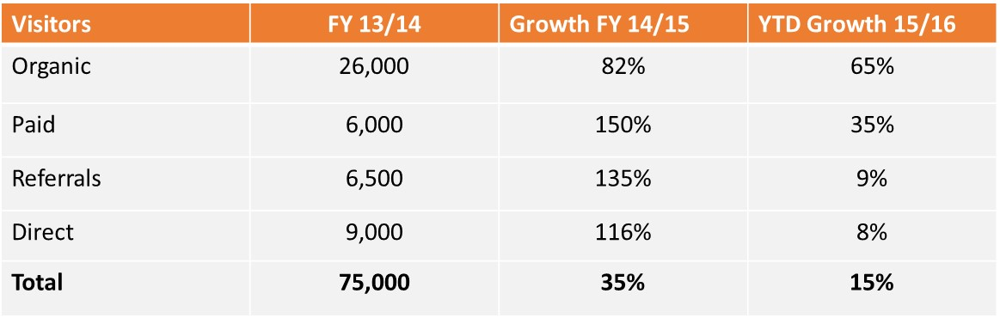 Visitors FY 13/14 Growth FY 14/15 YTD Growth 15/16
Organic 26,000 82% 65%
Paid 6,000 150% 35%
Referrals 6,500 135% 9%
Direct 9,000 116% 8%
Total 75,000 35% 15%